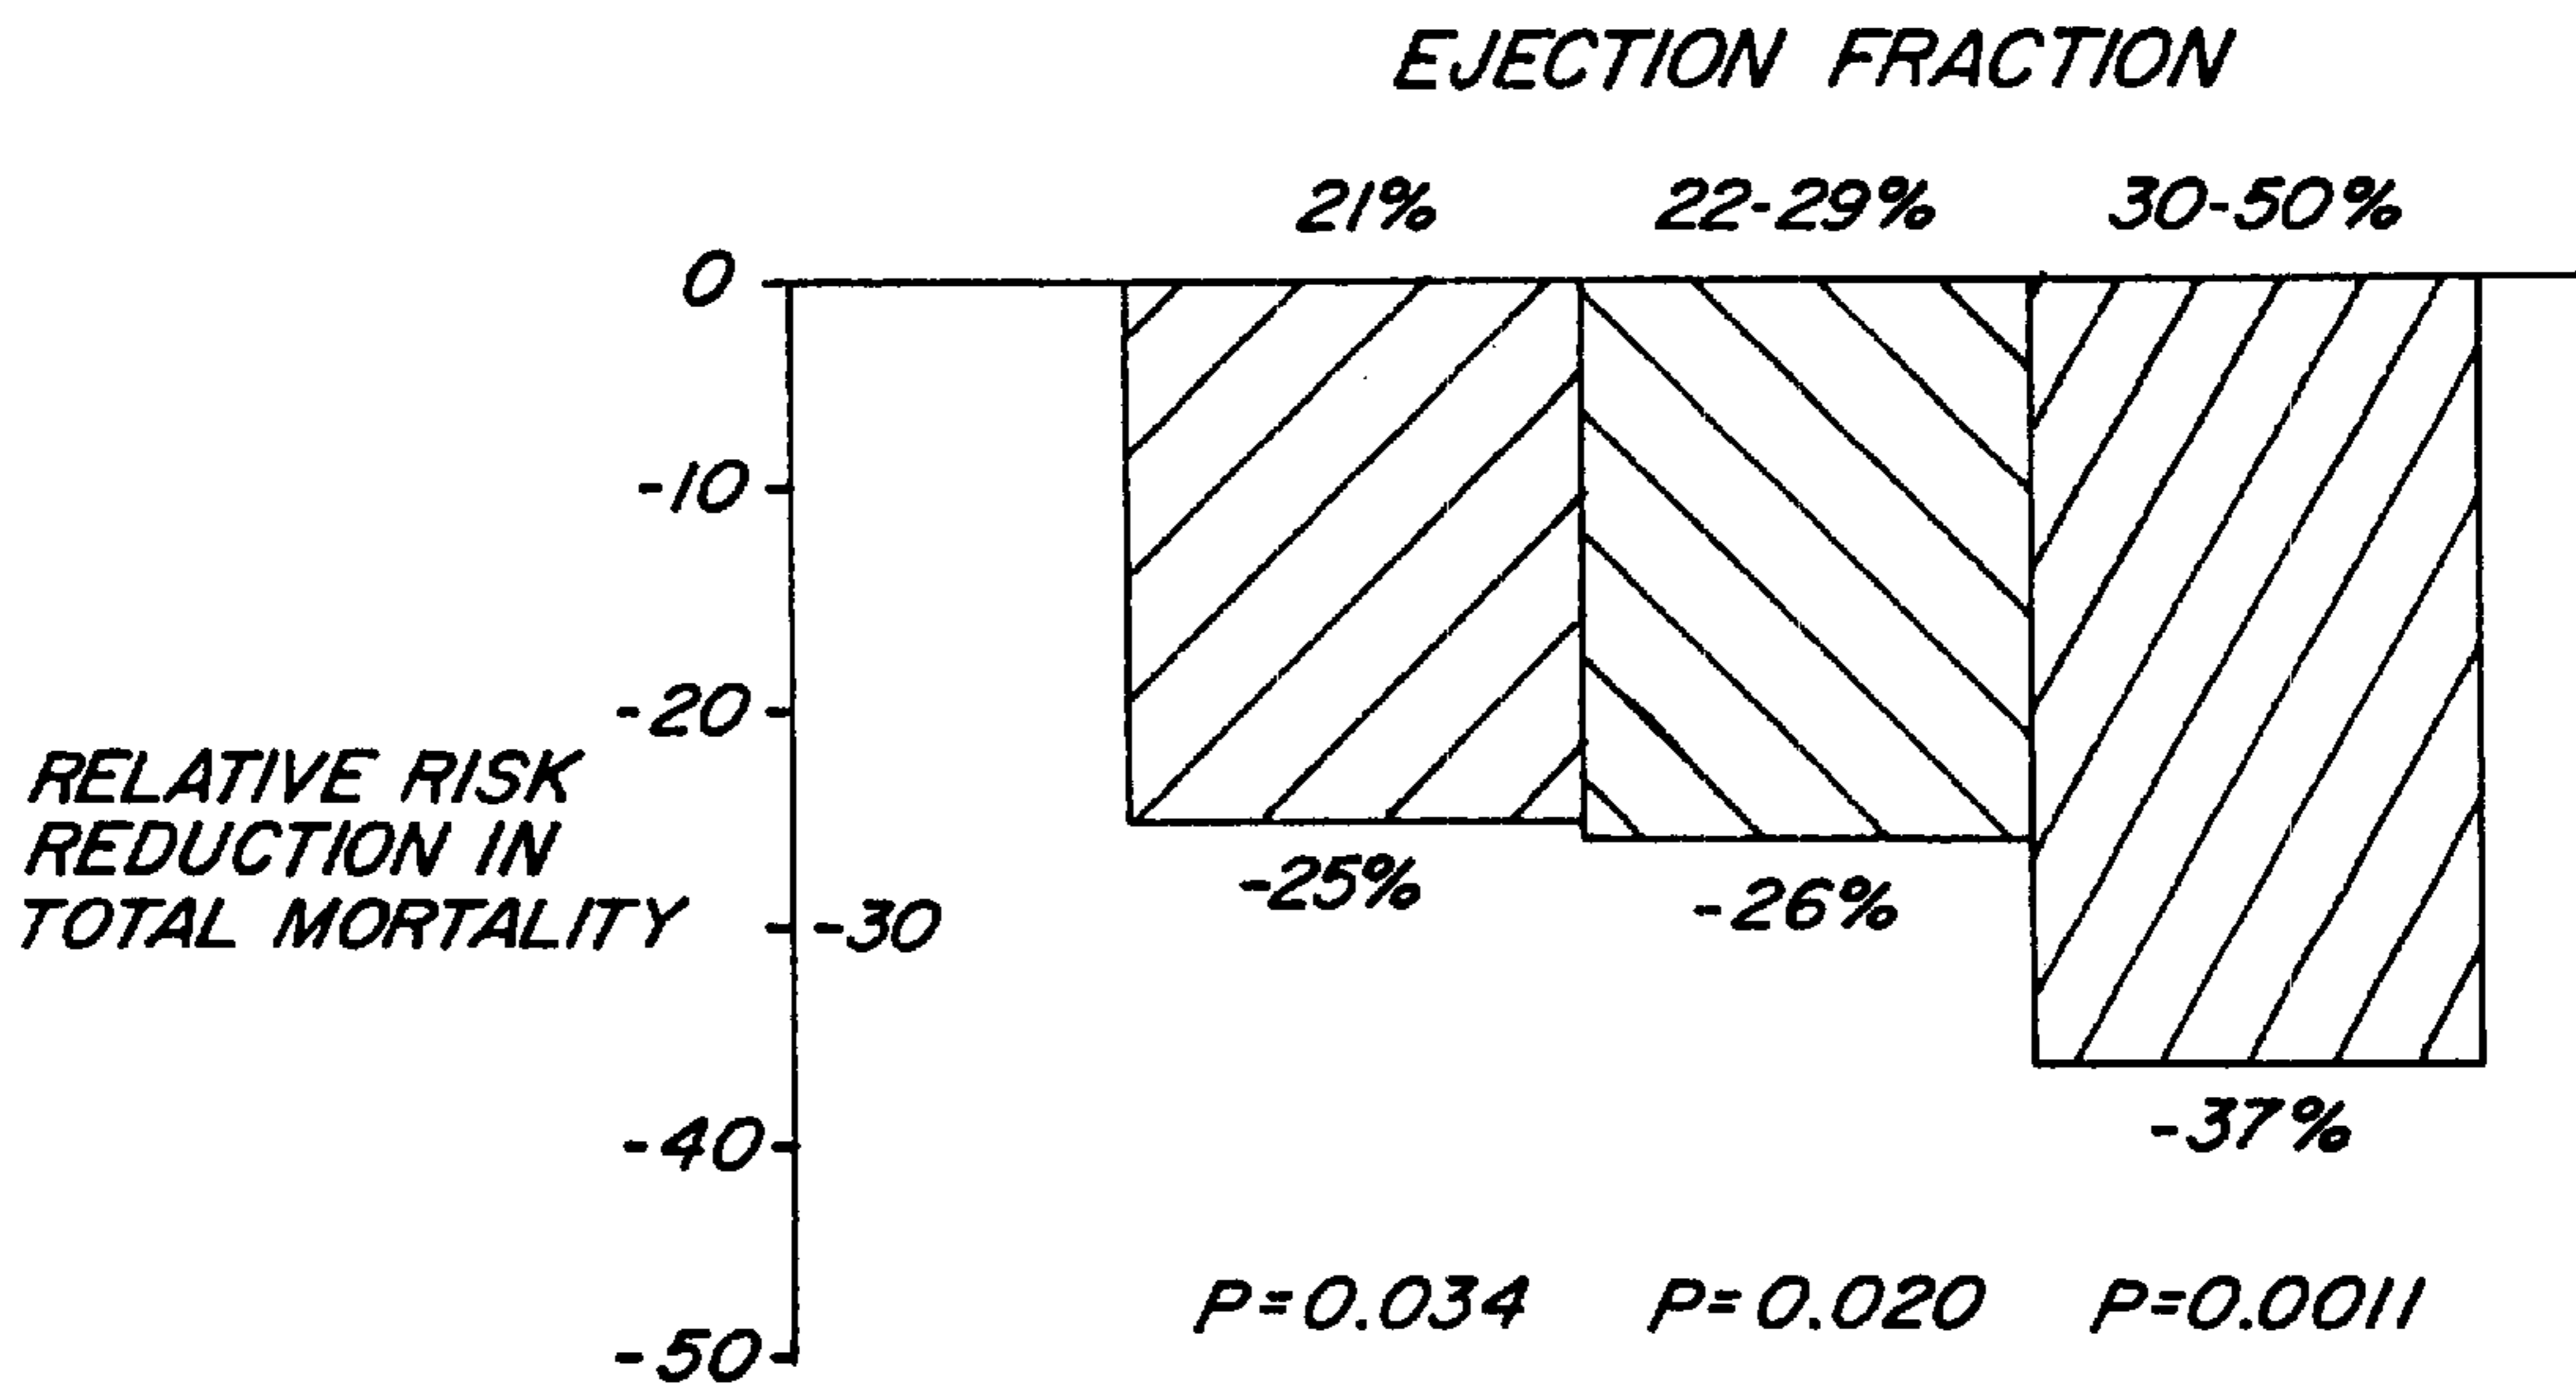 EJECTION FRACTION
21% 22-29% 30-50%
0
-10
-20
RELATIVE RISK
REDUCTION IN
TOTAL MORTALITY
-30
-25%
-26%
-37%
-40
P=0.034 P=0.020 P=0.0011
-50